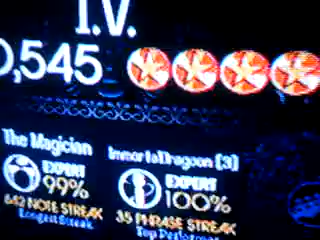 I.V.
0,545
The Magician
ImmortaDragoon [3]
EXPERT
99%
EXPERT
100%
642 NOTE STREAK
Longest Streak
35 PHRASE STREAK
Top Performer